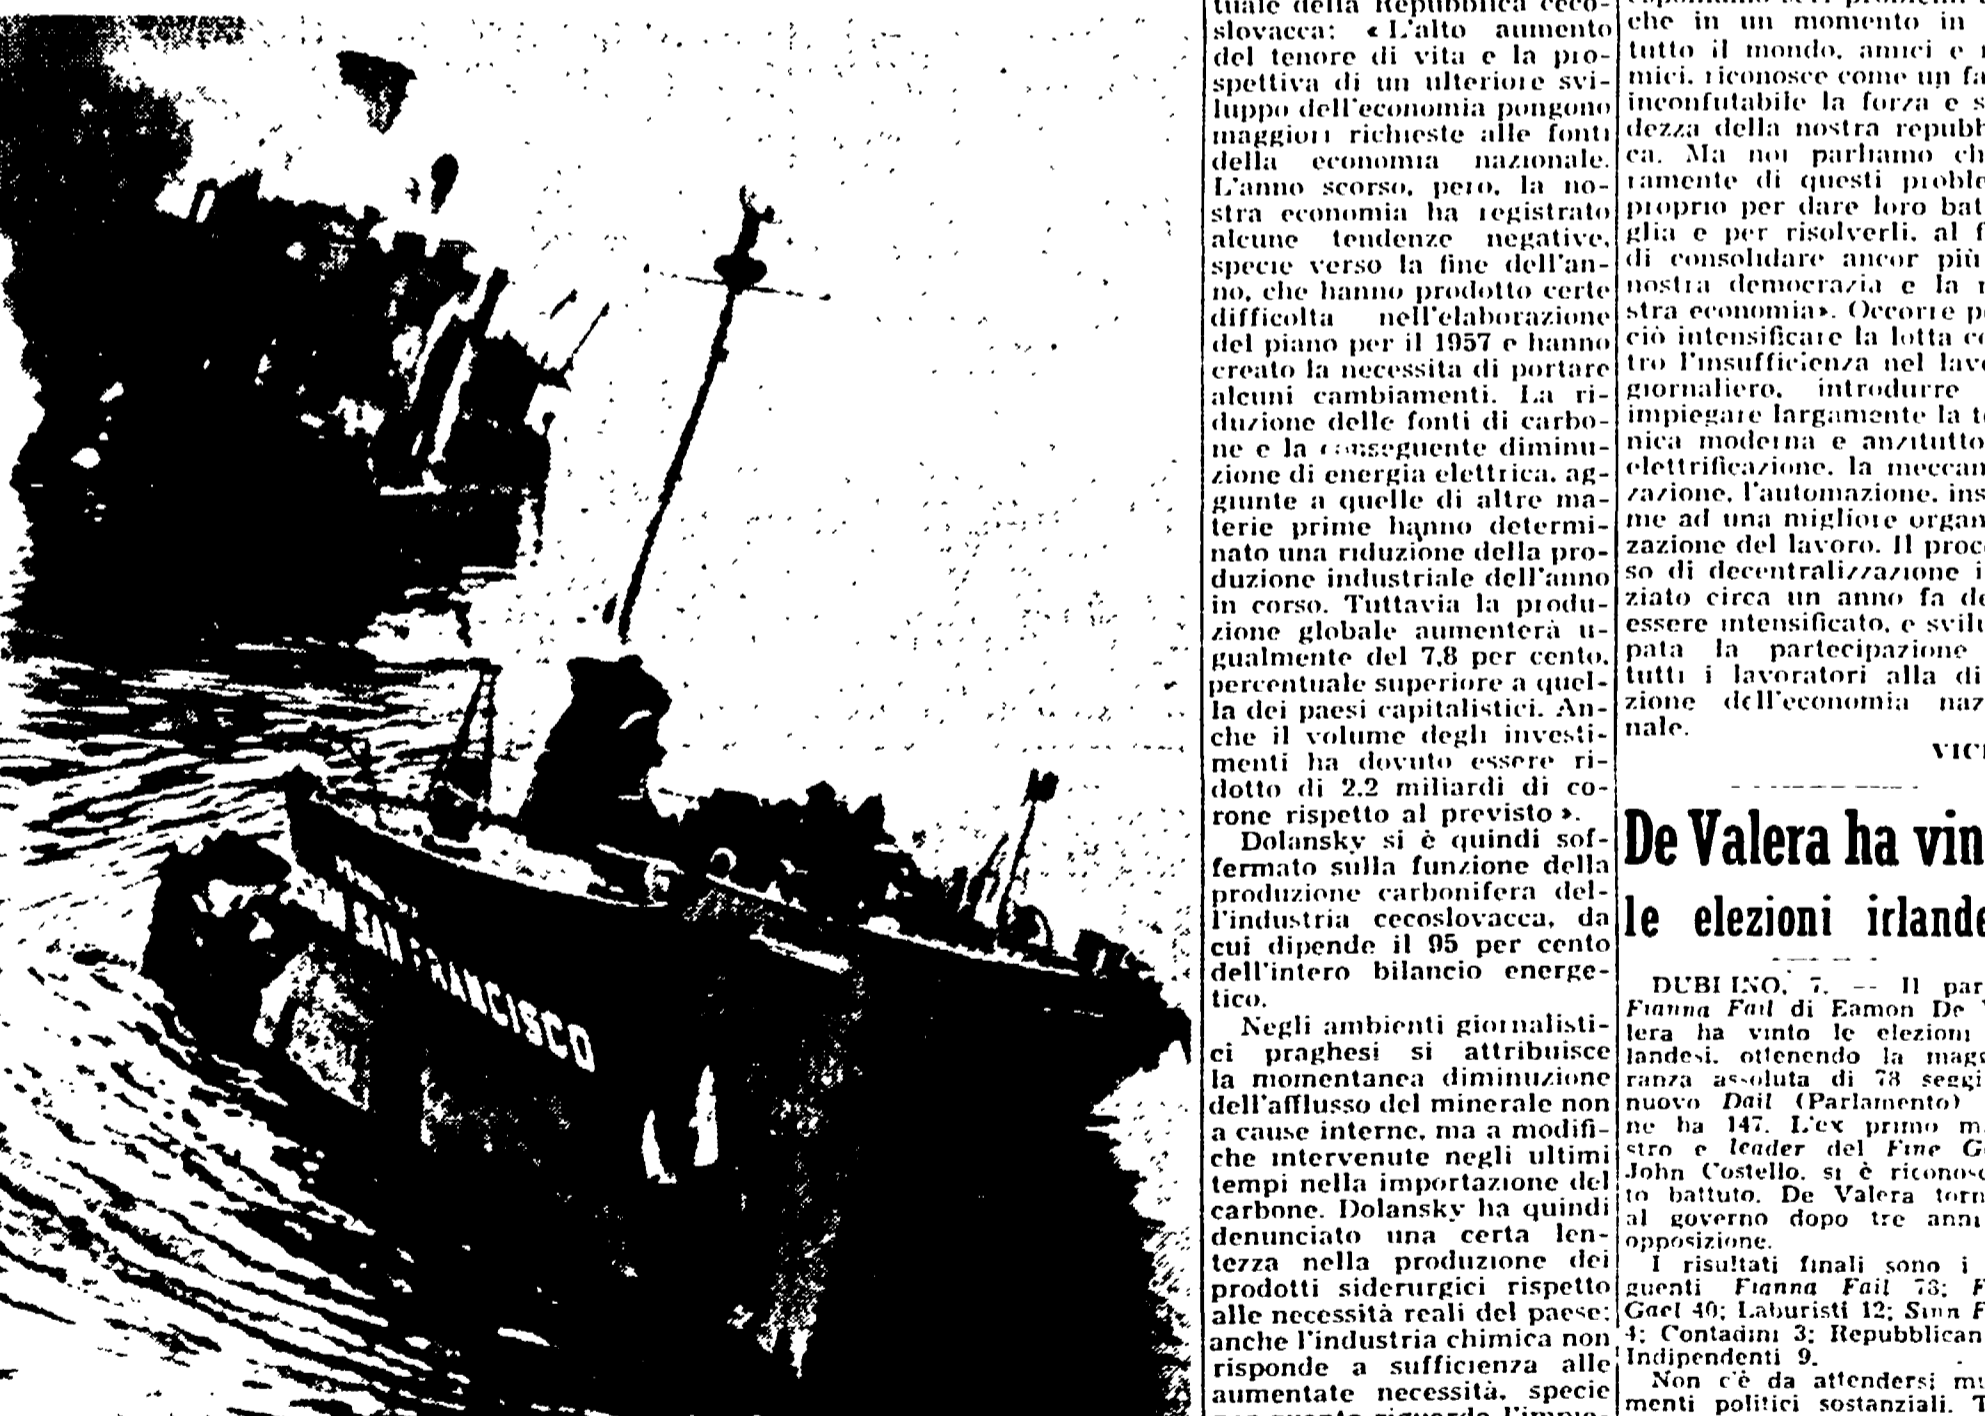 SAN FRANCISCO
tuale della Repubblica ceco-
slovacca: «L'alto aumento
del tenore di vita e la pro-
spettiva di un ulteriore svi-
luppo dell'economia pongono
maggiori richieste alle fonti
della economia nazionale.
L'anno scorso, pero, la no-
stra economia ha registrato
alcune tendenze negative,
specie verso la fine dell'an-
no, che hanno prodotto certe
difficolta nell'elaborazione
del piano per il 1957 e hanno
creato la necessita di portare
alcuni cambiamenti. La ri-
duzione delle fonti di carbo-
ne e la conseguente diminu-
zione di energia elettrica, ag-
giunte a quelle di altre ma-
terie prime hanno determi-
nato una riduzione della pro-
duzione industriale dell'anno
in corso. Tuttavia la produ-
zione globale aumenterà u-
gualmente del 7,8 per cento,
percentuale superiore a quel-
la dei paesi capitalistici. An-
che il volume degli investi-
menti ha dovuto essere ri-
dotto di 2,2 miliardi di co-
rone rispetto al previsto ».
Dolansky si è quindi sof-
fermato sulla funzione della
produzione carbonifera del-
l'industria cecoslovacca, da
cui dipende il 95 per cento
dell'intero bilancio energe-
tico.
Negli ambienti giornalisti-
ci praghesi si attribuisce
la momentanea diminuzione
dell'afflusso del minerale non
a cause interne, ma a modifi-
che intervenute negli ultimi
tempi nella importazione del
carbone. Dolansky ha quindi
denunciato una certa len-
tezza nella produzione dei
prodotti siderurgici rispetto
alle necessità reali del paese;
anche l'industria chimica non
risponde a sufficienza alle
aumentate necessità, specie
che in un momento in
tutto il mondo, amici e
mici, riconosce come un fa
inconfutabile la forza e s
dezza della nostra repubb
ca. Ma noi parliamo ch
ramente di questi proble
proprio per dare loro bat
glia e per risolverli, al f
di consolidare ancor più
nostra democrazia e la n
stra economia». Occorre p
ciò intensificare la lotta co
tro l'insufficienza nel lavo
giornaliero, introdurre
impiegare largamente la t
nica moderna e anzitutto
elettrificazione, la meccan
zazione, l'automazione, ins
me ad una migliore organ
zazione del lavoro. Il proc
so di decentralizzazione i
ziato circa un anno fa de
essere intensificato, e svilu
pata la partecipazione
tutti i lavoratori alla di
zione dell'economia naz
nale.
VICE
De Valera ha vin
le elezioni irlande
DUBLINO, 7. -- Il par
Fianna Fail di Eamon De V
lera ha vinto le elezioni
landesi, ottenendo la magg
ranza assoluta di 78 seggi
nuovo Dail (Parlamento)
ne ha 147. L'ex primo m
stro e leader del Fine G
John Costello, si è riconosc
to battuto. De Valera torn
al governo dopo tre anni
opposizione.
I risultati finali sono i
guenti Fianna Fail 78; F
Gael 40; Laburisti 12; Sinn F
4; Contadini 3; Repubblican
Indipendenti 9.
Non c'è da attendersi mu
menti politici sostanziali.